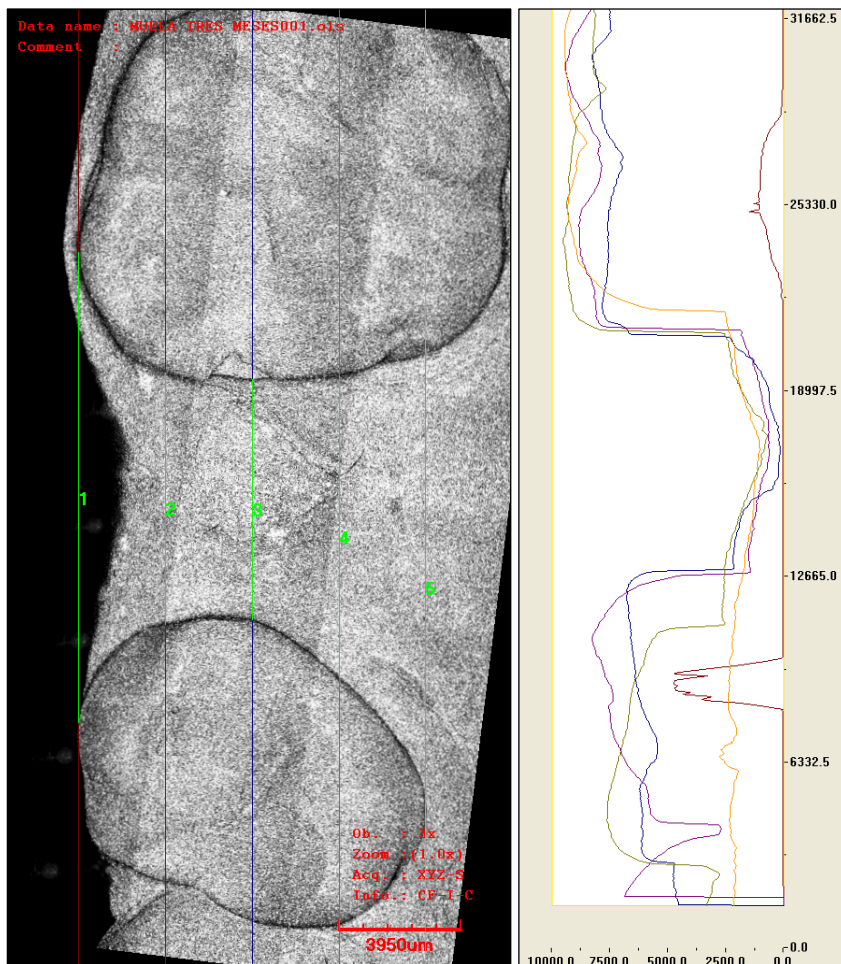 Data name : MUELA TRES MESES001.ols
Comment :
1
2
3
4
5
Ob. : 3x
Zoom :(1.0x)
Acq. : XYZ-S
Info.: CF-I-C
3950um
31662.5
25330.0
18997.5
12665.0
6332.5
0.0
10000.0 7500.0 5000.0 2500.0 0.0